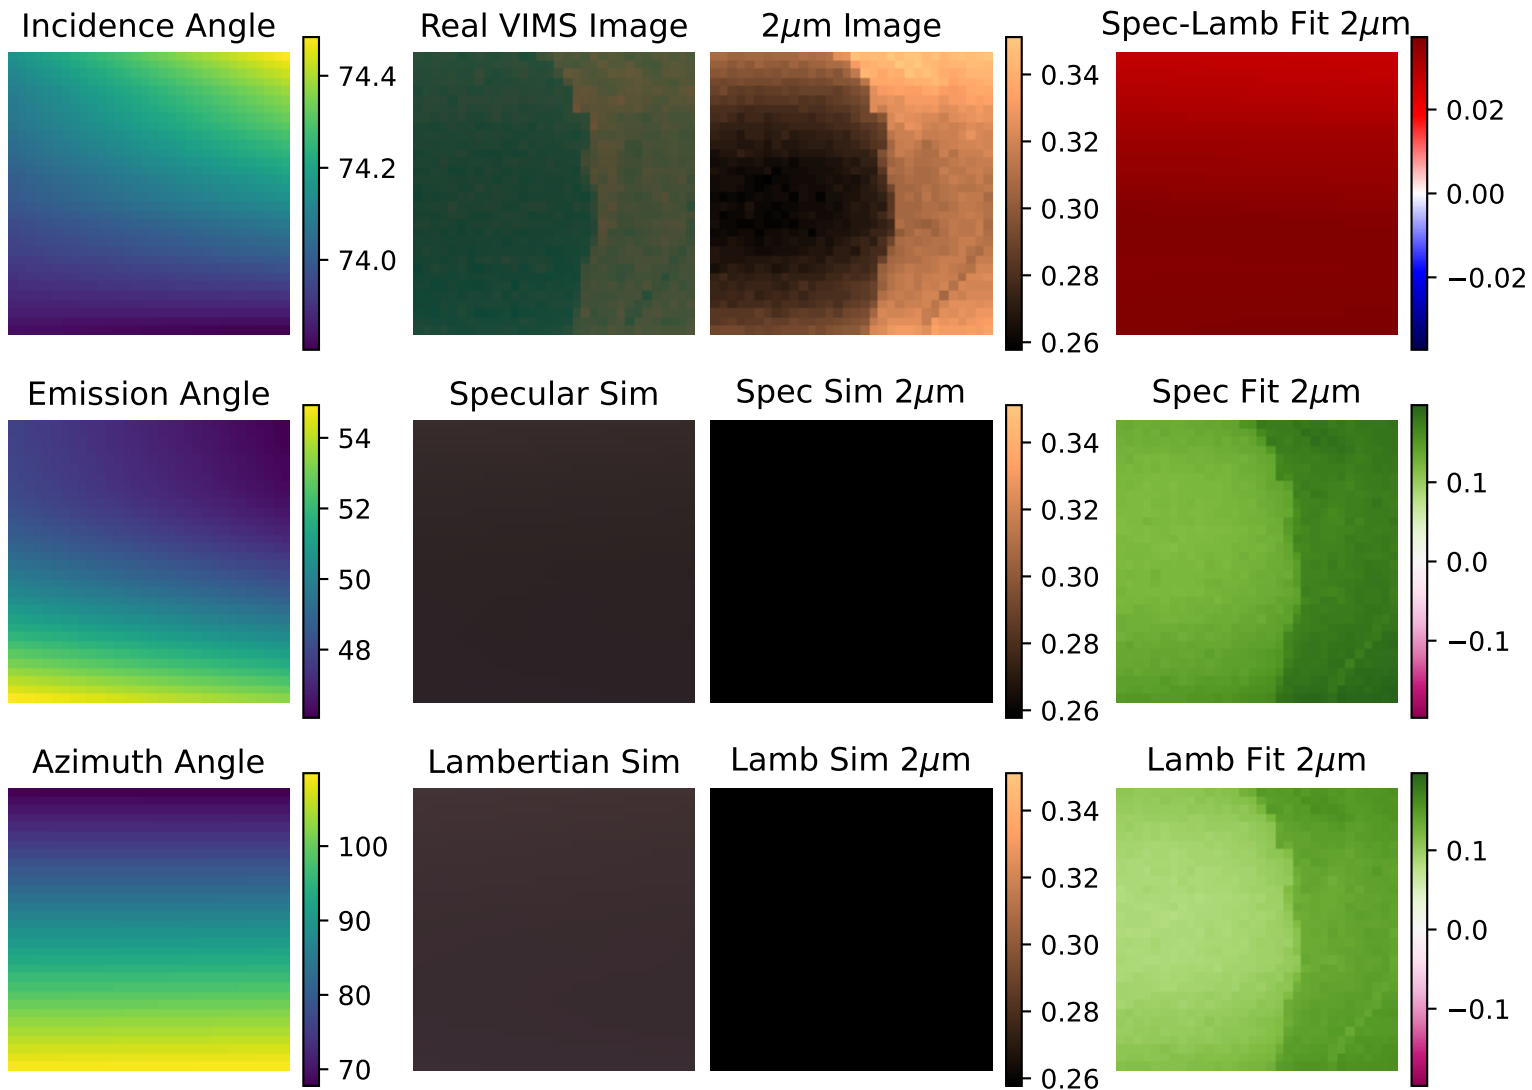 Incidence Angle
74.4
74.2
74.0
Real VIMS Image
2μm Image
0.34
0.32
0.30
0.28
0.26
Spec-Lamb Fit 2μm
0.02
0.00
−0.02
Emission Angle
54
52
50
48
Specular Sim
Spec Sim 2μm
0.34
0.32
0.30
0.28
0.26
Spec Fit 2μm
0.1
0.0
−0.1
Azimuth Angle
100
90
80
70
Lambertian Sim
Lamb Sim 2μm
0.34
0.32
0.30
0.28
0.26
Lamb Fit 2μm
0.1
0.0
−0.1